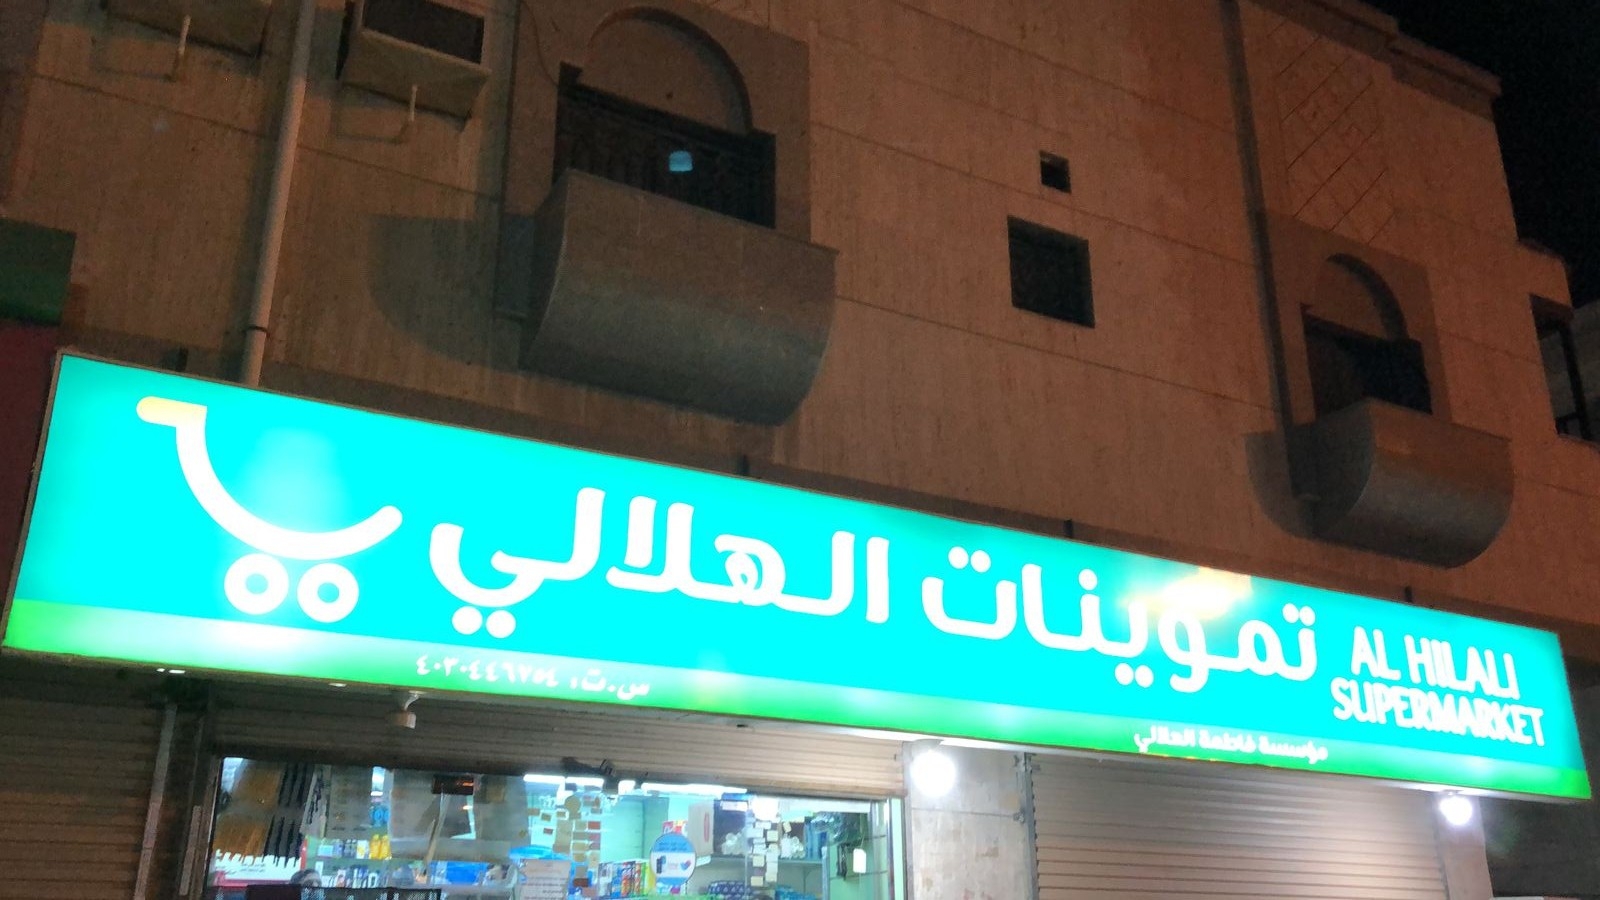 تموينات الهلالي
AL HILALI
SUPERMARKET
مؤسسة فاطمة الهلالي
س.ت: ٤٠٣٠٤٤٦٧٥٤